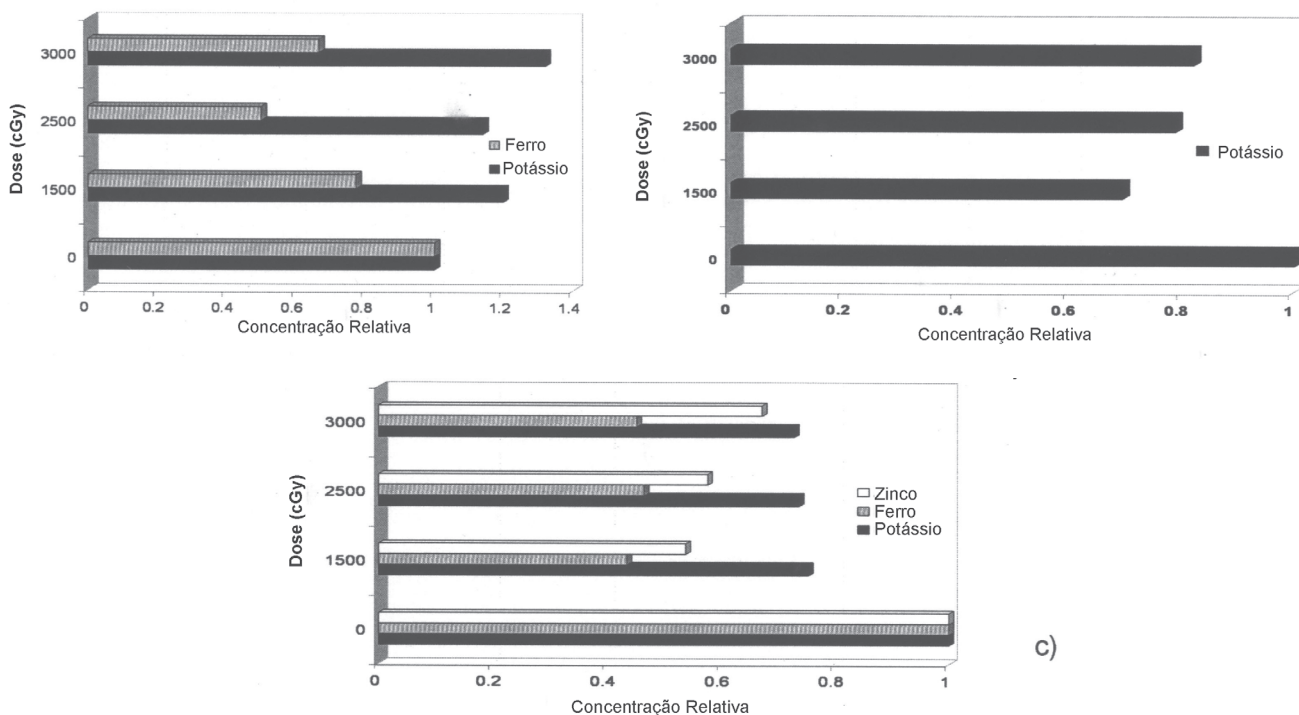 Dose (cGy)
3000
2500
1500
0
0 0.2 0.4 0.6 0.8 1 1.2 1.4
Concentração Relativa
Ferro
Potássio
Dose (cGy)
3000
2500
1500
0
0 0.2 0.4 0.6 0.8 1
Concentração Relativa
Potássio
Dose (cGy)
3000
2500
1500
0
0 0.2 0.4 0.6 0.8 1
Concentração Relativa
Zinco
Ferro
Potássio
c)